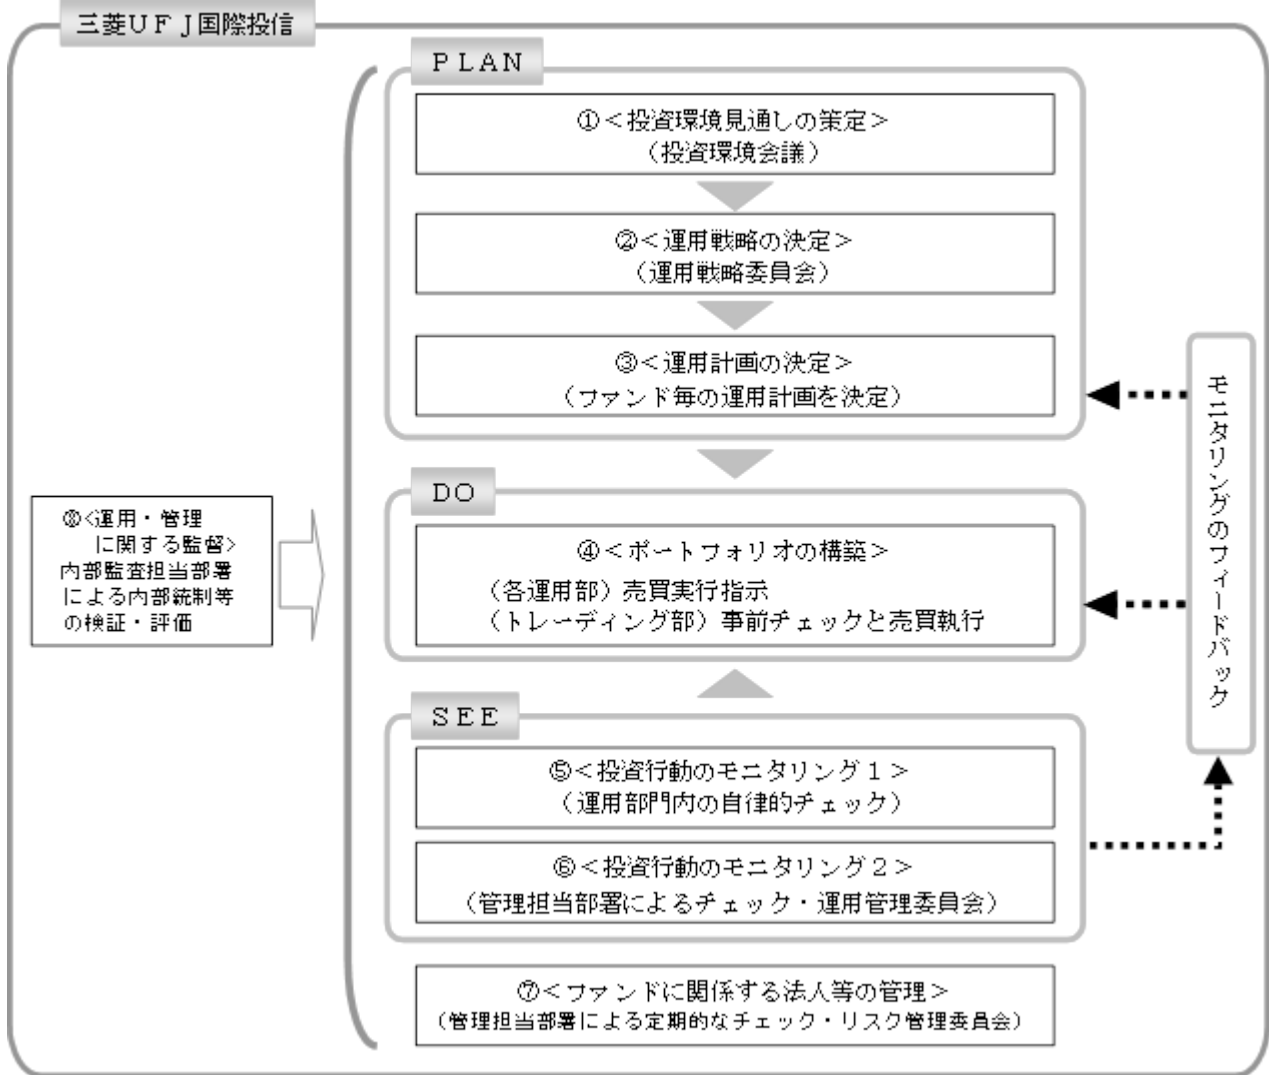 三菱ＵＦＪ国際投信
ＰＬＡＮ
①＜投資環境見通しの策定＞
（投資環境会議）
②＜運用戦略の決定＞
（運用戦略委員会）
③＜運用計画の決定＞
（ファンド毎の運用計画を決定）
ＤＯ
④＜ポートフォリオの構築＞
（各運用部）売買実行指示
（トレーディング部）事前チェックと売買執行
ＳＥＥ
⑤＜投資行動のモニタリング１＞
（運用部門内の自律的チェック）
⑥＜投資行動のモニタリング２＞
（管理担当部署によるチェック・運用管理委員会）
⑦＜ファンドに関係する法人等の管理＞
（管理担当部署による定期的なチェック・リスク管理委員会）
⑧＜運用・管理
に関する監督＞
内部監査担当部署
による内部統制等
の検証・評価
モニタリングのフィードバック